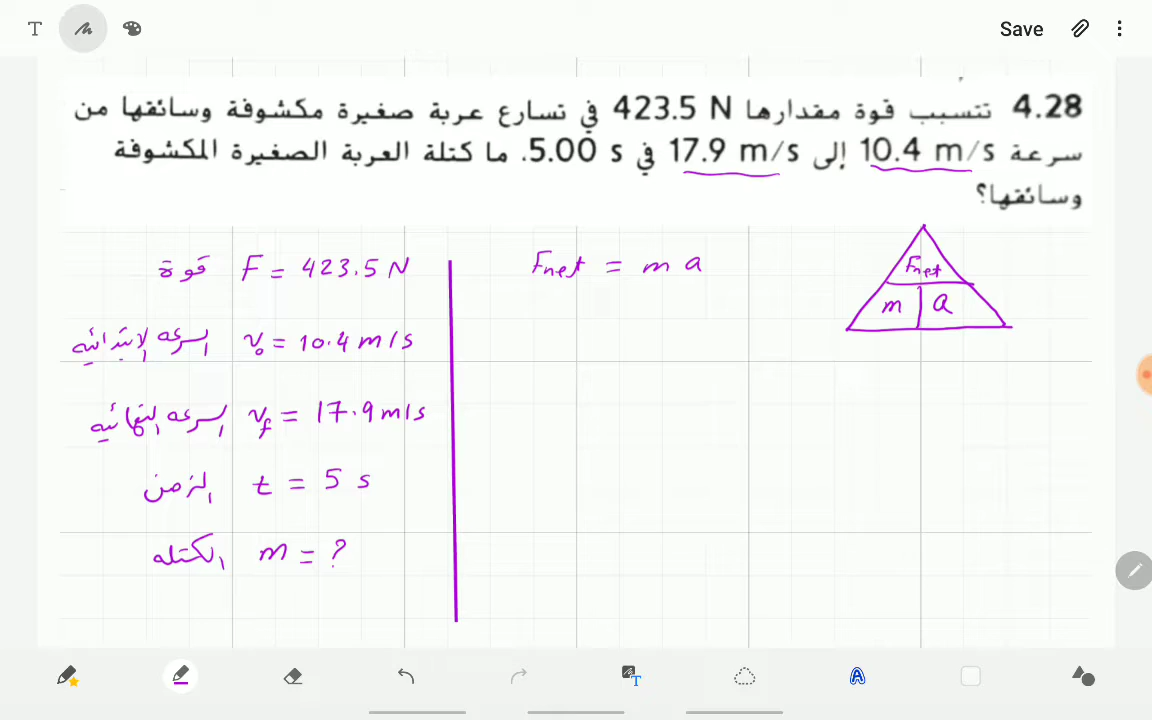 T
Save
4.28 تتسبب قوة مقدارها 423.5 N في تسارع عربة صغيرة مكشوفة وسائقها من
سرعة 10.4 m/s إلى 17.9 m/s في 5.00 s. ما كتلة العربة الصغيرة المكشوفة
وسائقها؟
قوة F = 423.5 N
السرعه الابتدائيه v₀ = 10.4 m/s
السرعه النهائيه vf = 17.9 m/s
الزمن t = 5 s
الكتله m = ?
Fnet = m a
Fnet
m a
T
A